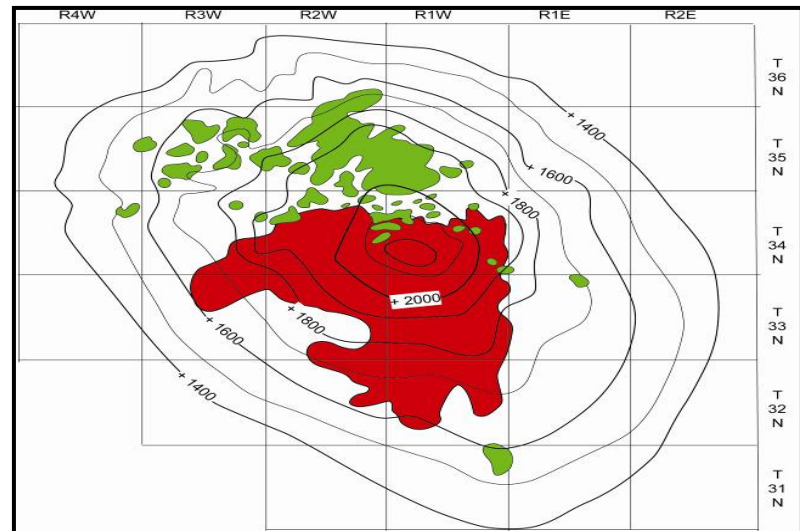 R4W R3W R2W R1W R1E R2E
T
36
N
+ 1400
T
35
N
+ 1600
+ 1800
T
34
N
+ 2000
+ 1800
T
33
N
+ 1600
+ 1400
T
32
N
T
31
N